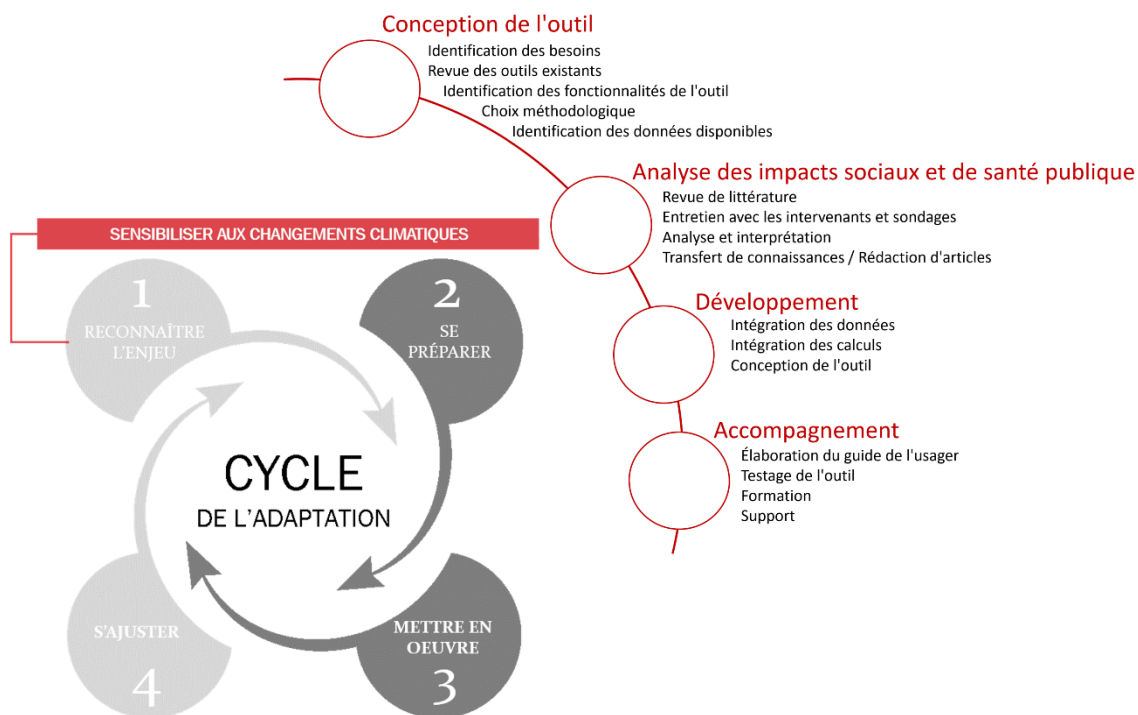 Conception de l'outil
Identification des besoins
Revue des outils existants
Identification des fonctionnalités de l'outil
Choix méthodologique
Identification des données disponibles
Analyse des impacts sociaux et de santé publique
Revue de littérature
Entretien avec les intervenants et sondages
Analyse et interprétation
Transfert de connaissances / Rédaction d'articles
Développement
Intégration des données
Intégration des calculs
Conception de l'outil
Accompagnement
Élaboration du guide de l'usager
Testage de l'outil
Formation
Support
SENSIBILISER AUX CHANGEMENTS CLIMATIQUES
1
RECONNAÎTRE
L'ENJEU
2
SE
PRÉPARER
CYCLE
DE L'ADAPTATION
METTRE EN
OEUVRE
3
S'AJUSTER
4